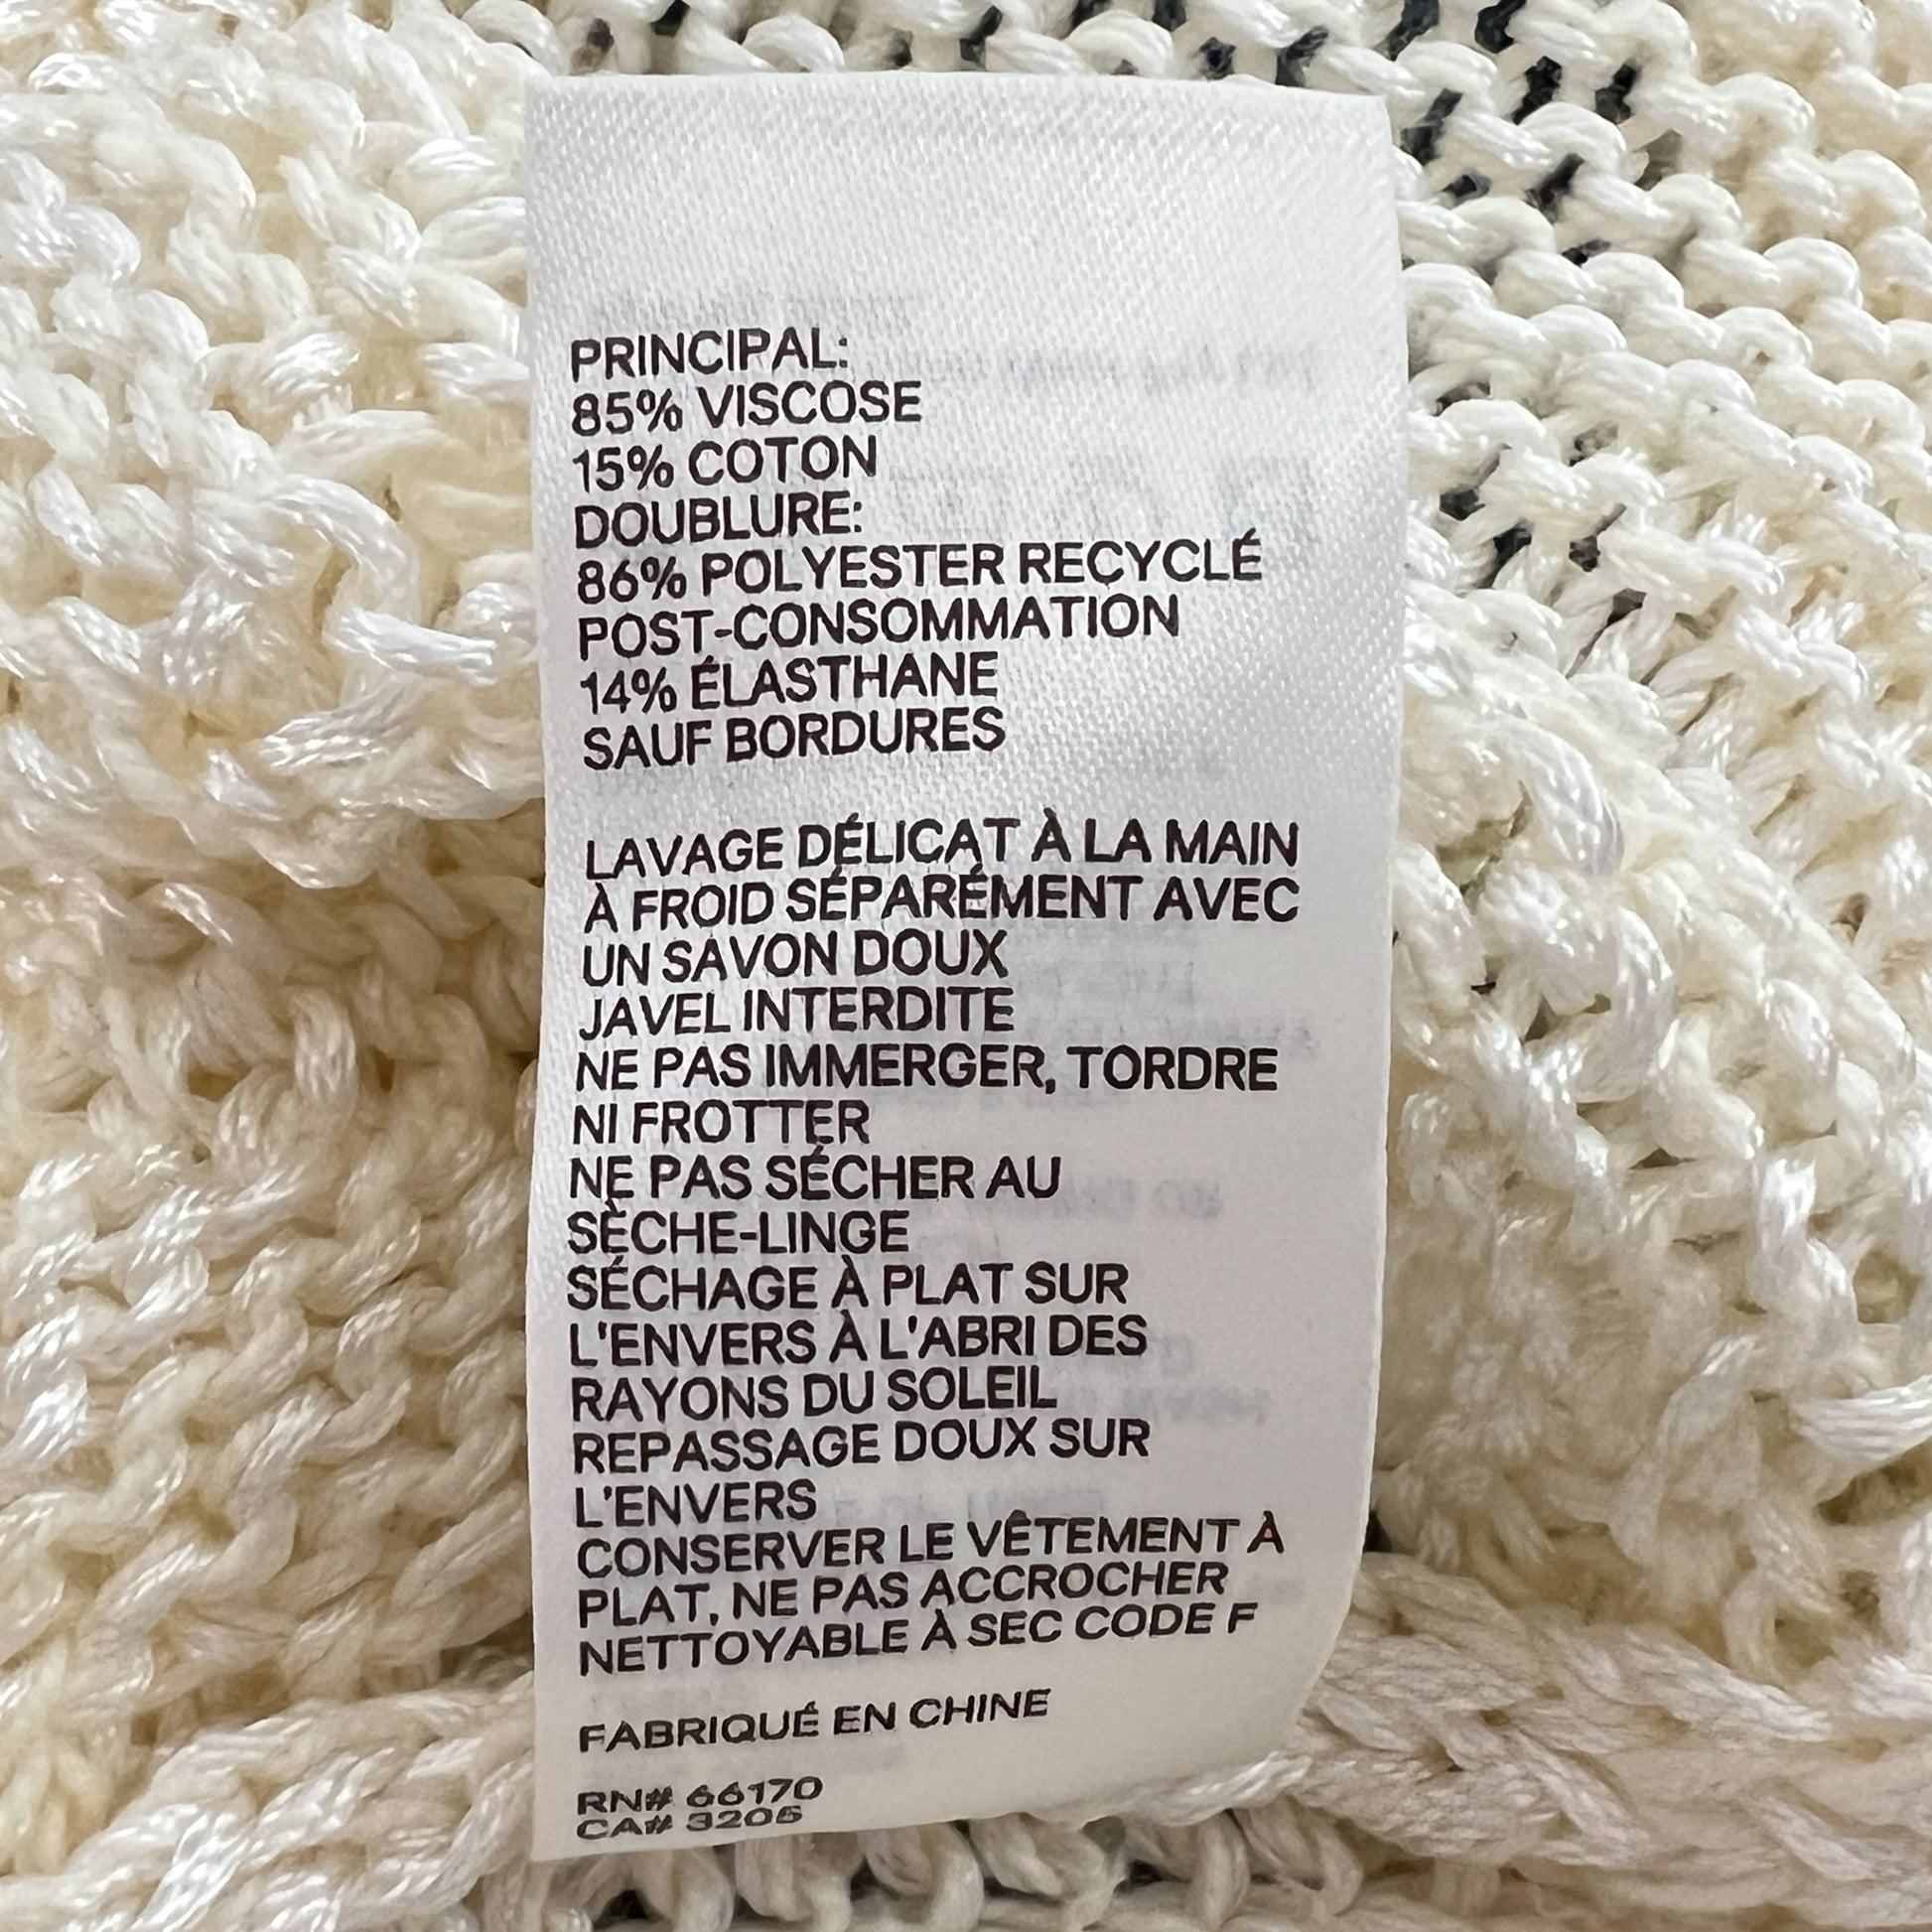 PRINCIPAL:
85% VISCOSE
15% COTON
DOUBLURE:
86% POLYESTER RECYCLÉ
POST-CONSOMMATION
14% ÉLASTHANE
SAUF BORDURES
LAVAGE DÉLICAT À LA MAIN
À FROID SÉPARÉMENT AVEC
UN SAVON DOUX
JAVEL INTERDITE
NE PAS IMMERGER, TORDRE
NI FROTTER
NE PAS SÉCHER AU
SÈCHE-LINGE
SÉCHAGE À PLAT SUR
L'ENVERS À L'ABRI DES
RAYONS DU SOLEIL
REPASSAGE DOUX SUR
L'ENVERS
CONSERVER LE VÊTEMENT À
PLAT, NE PAS ACCROCHER
NETTOYABLE À SEC CODE F
FABRIQUÉ EN CHINE
RN# 66170
CA# 3205